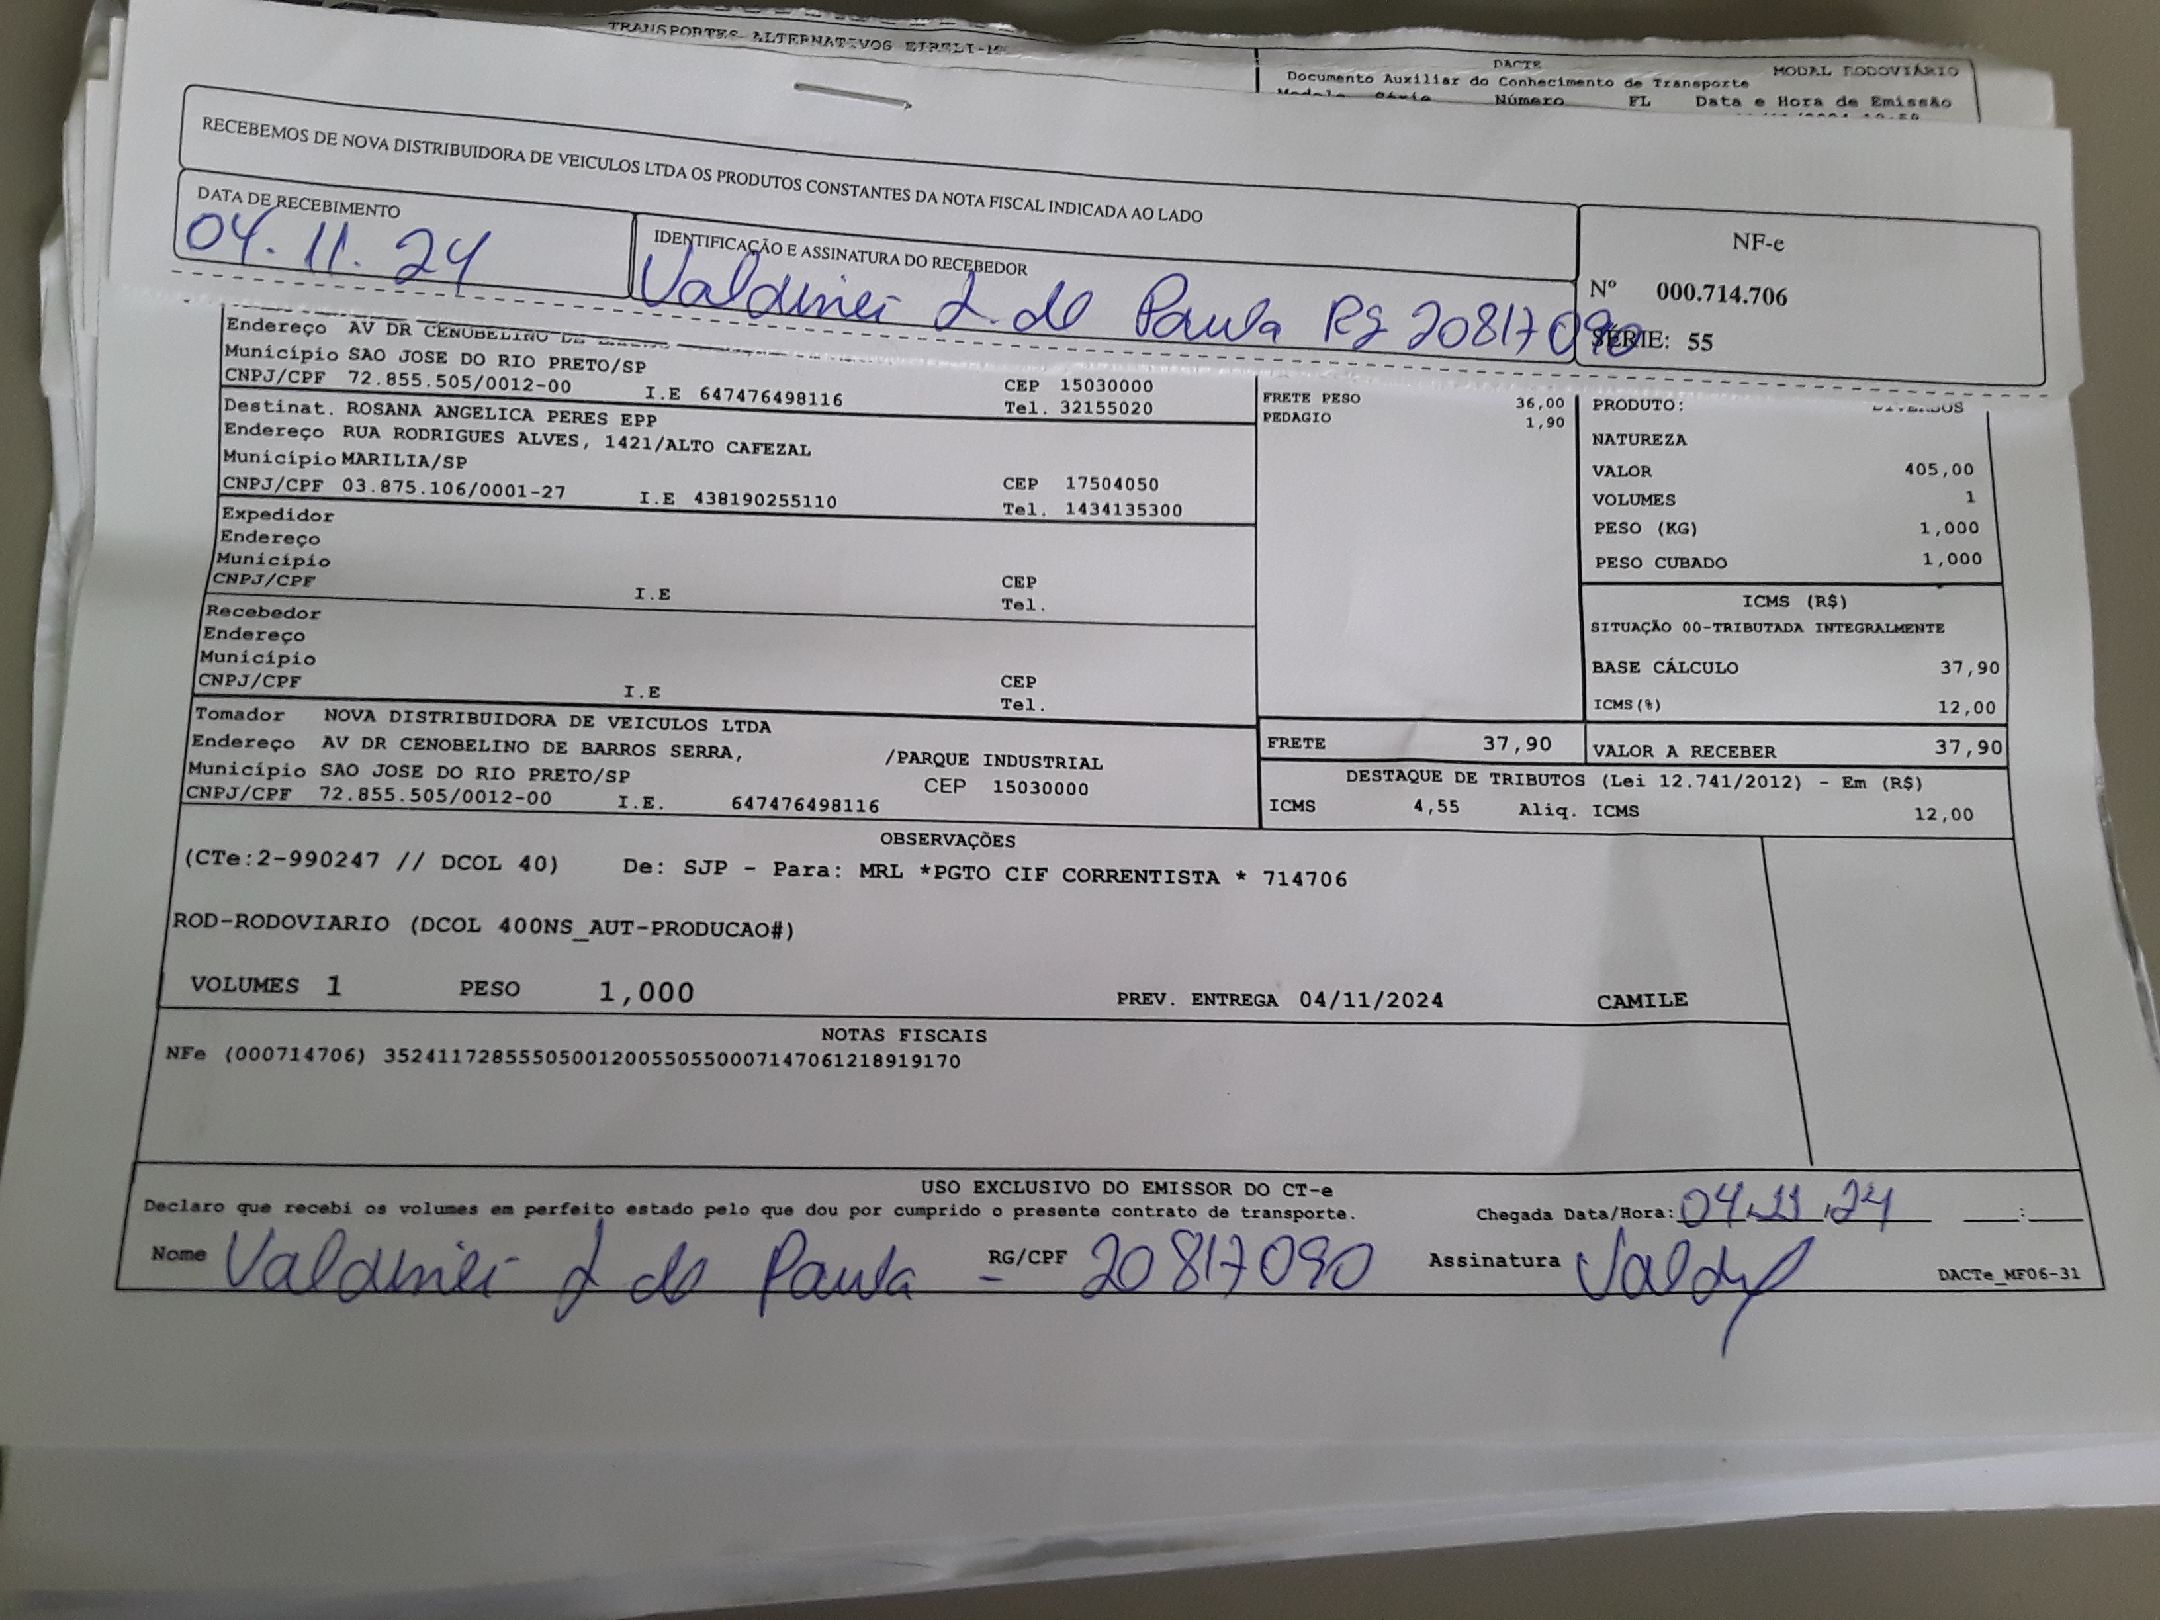 TRANSPORTES ALTERNATIVOS EIRELI-M
DACTE MODAL RODOVIÁRIO
Documento Auxiliar do Conhecimento de Transporte
Modelo Série Número FL Data e Hora de Emissão
RECEBEMOS DE NOVA DISTRIBUIDORA DE VEICULOS LTDA OS PRODUTOS CONSTANTES DA NOTA FISCAL INDICADA AO LADO
NF-e
Nº 000.714.706
SÉRIE: 55
DATA DE RECEBIMENTO
04.11.24
IDENTIFICAÇÃO E ASSINATURA DO RECEBEDOR
Valdinei J. de Paula Rg 20817090
Endereço AV DR CENOBELINO DE
Município SAO JOSE DO RIO PRETO/SP CEP 15030000
CNPJ/CPF 72.855.505/0012-00 I.E 647476498116 Tel. 32155020
Destinat. ROSANA ANGELICA PERES EPP
Endereço RUA RODRIGUES ALVES, 1421/ALTO CAFEZAL
Município MARILIA/SP CEP 17504050
CNPJ/CPF 03.875.106/0001-27 I.E 438190255110 Tel. 1434135300
Expedidor
Endereço
Município CEP
CNPJ/CPF I.E Tel.
Recebedor
Endereço
Município CEP
CNPJ/CPF I.E Tel.
Tomador NOVA DISTRIBUIDORA DE VEICULOS LTDA
Endereço AV DR CENOBELINO DE BARROS SERRA, /PARQUE INDUSTRIAL
Município SAO JOSE DO RIO PRETO/SP CEP 15030000
CNPJ/CPF 72.855.505/0012-00 I.E. 647476498116
FRETE PESO 36,00
PEDAGIO 1,90
FRETE 37,90
PRODUTO: DIVERSOS
NATUREZA
VALOR 405,00
VOLUMES 1
PESO (KG) 1,000
PESO CUBADO 1,000
ICMS (R$)
SITUAÇÃO 00-TRIBUTADA INTEGRALMENTE
BASE CÁLCULO 37,90
ICMS(%) 12,00
VALOR A RECEBER 37,90
DESTAQUE DE TRIBUTOS (Lei 12.741/2012) - Em (R$)
ICMS 4,55 Aliq. ICMS 12,00
OBSERVAÇÕES
(CTe:2-990247 // DCOL 40) De: SJP - Para: MRL *PGTO CIF CORRENTISTA * 714706
ROD-RODOVIARIO (DCOL 400NS_AUT-PRODUCAO#)
VOLUMES 1 PESO 1,000 PREV. ENTREGA 04/11/2024 CAMILE
NOTAS FISCAIS
NFe (000714706) 35241172855505001200550550007147061218919170
USO EXCLUSIVO DO EMISSOR DO CT-e
Declaro que recebi os volumes em perfeito estado pelo que dou por cumprido o presente contrato de transporte. Chegada Data/Hora: 04.11.24 __:__
Nome Valdinei J de Paula - RG/CPF 20817090 Assinatura
DACTe_MF06-31